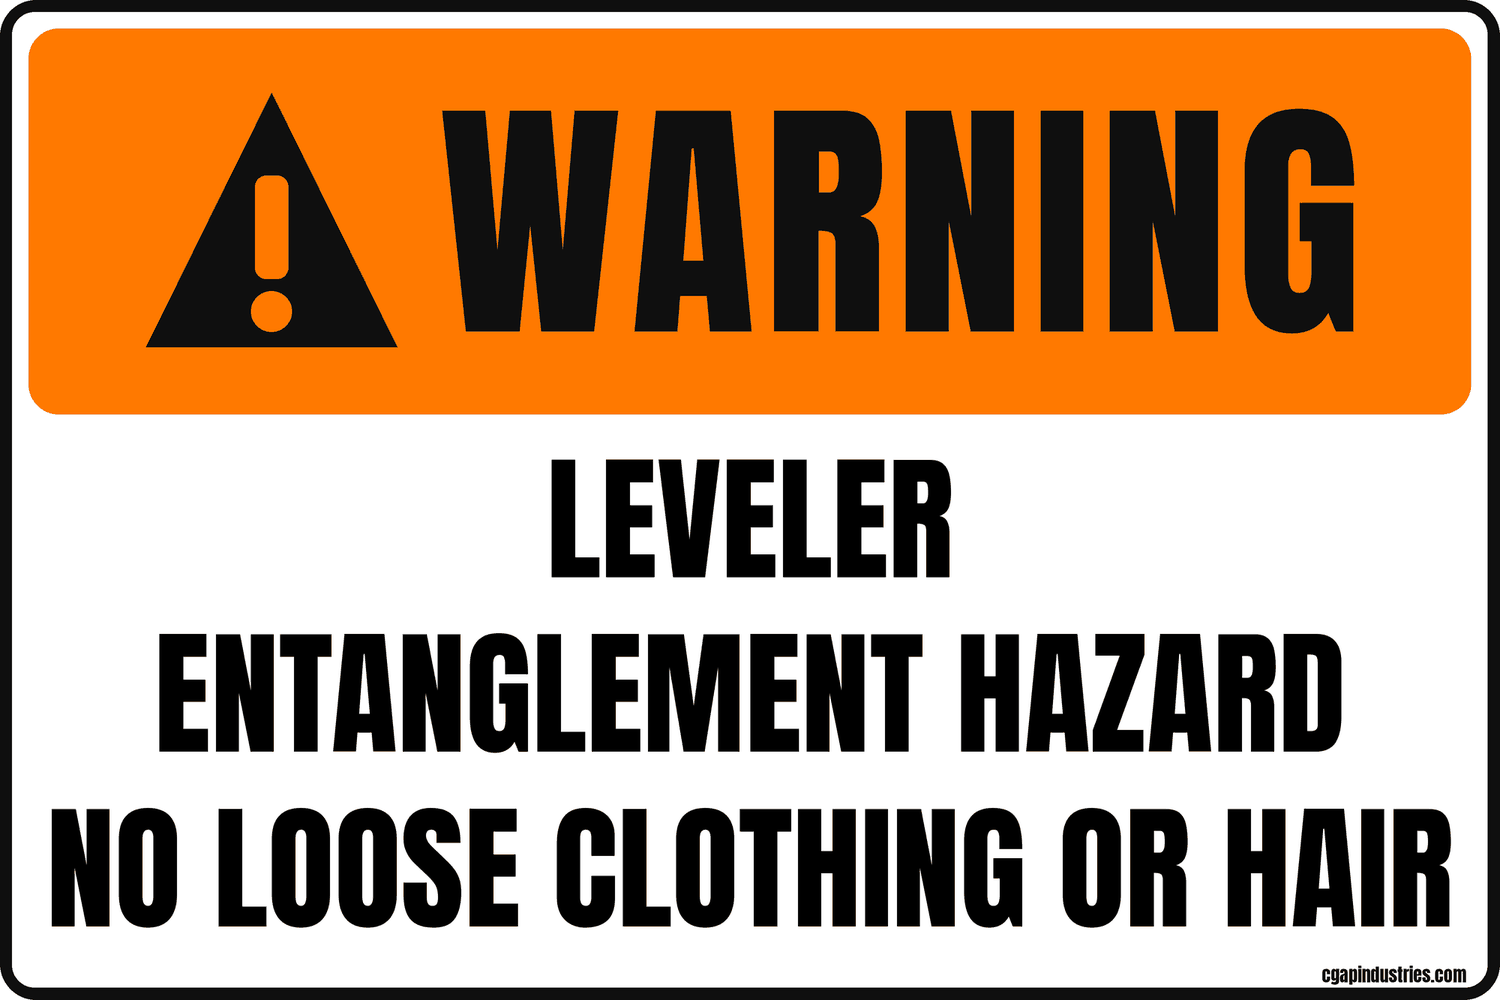 WARNING
LEVELER
ENTANGLEMENT HAZARD
NO LOOSE CLOTHING OR HAIR
cgapindustries.com